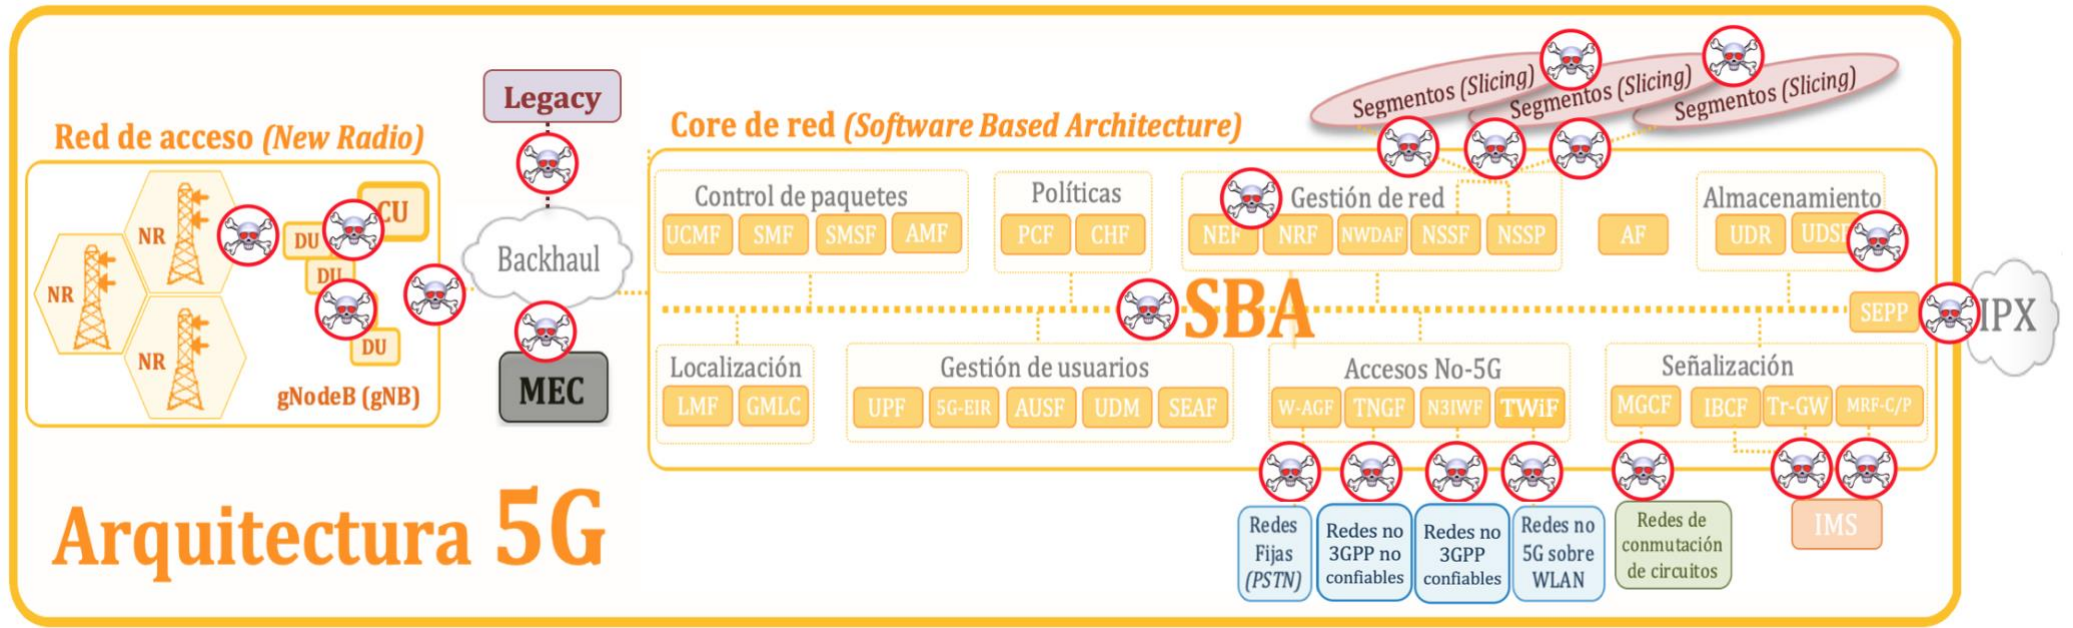 Segmentos (Slicing)
Segmentos (Slicing)
Segmentos (Slicing)
Legacy
Red de acceso (New Radio)
Core de red (Software Based Architecture)
NR
NR
NR
CU
DU
DU
DU
gNodeB (gNB)
Backhaul
MEC
Control de paquetes
UCMF SMF SMSF AMF
Políticas
PCF CHF
Gestión de red
NEF NRF NWDAF NSSF NSSP
AF
Almacenamiento
UDR UDSF
SBA
SEPP
IPX
Localización
LMF GMLC
Gestión de usuarios
UPF 5G-EIR AUSF UDM SEAF
Accesos No-5G
W-AGF TNGF N3IWF TWiF
Señalización
MGCF IBCF Tr-GW MRF-C/P
Arquitectura 5G
Redes
Fijas
(PSTN)
Redes no
3GPP no
confiables
Redes no
3GPP
confiables
Redes no
5G sobre
WLAN
Redes de
conmutación
de circuitos
IMS